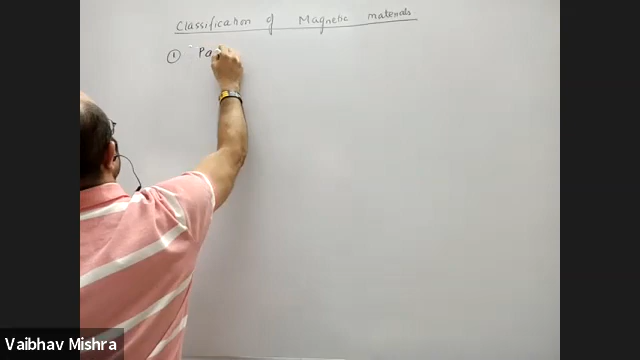 Classification of Magnetic materials
① Pa
Vaibhav Mishra